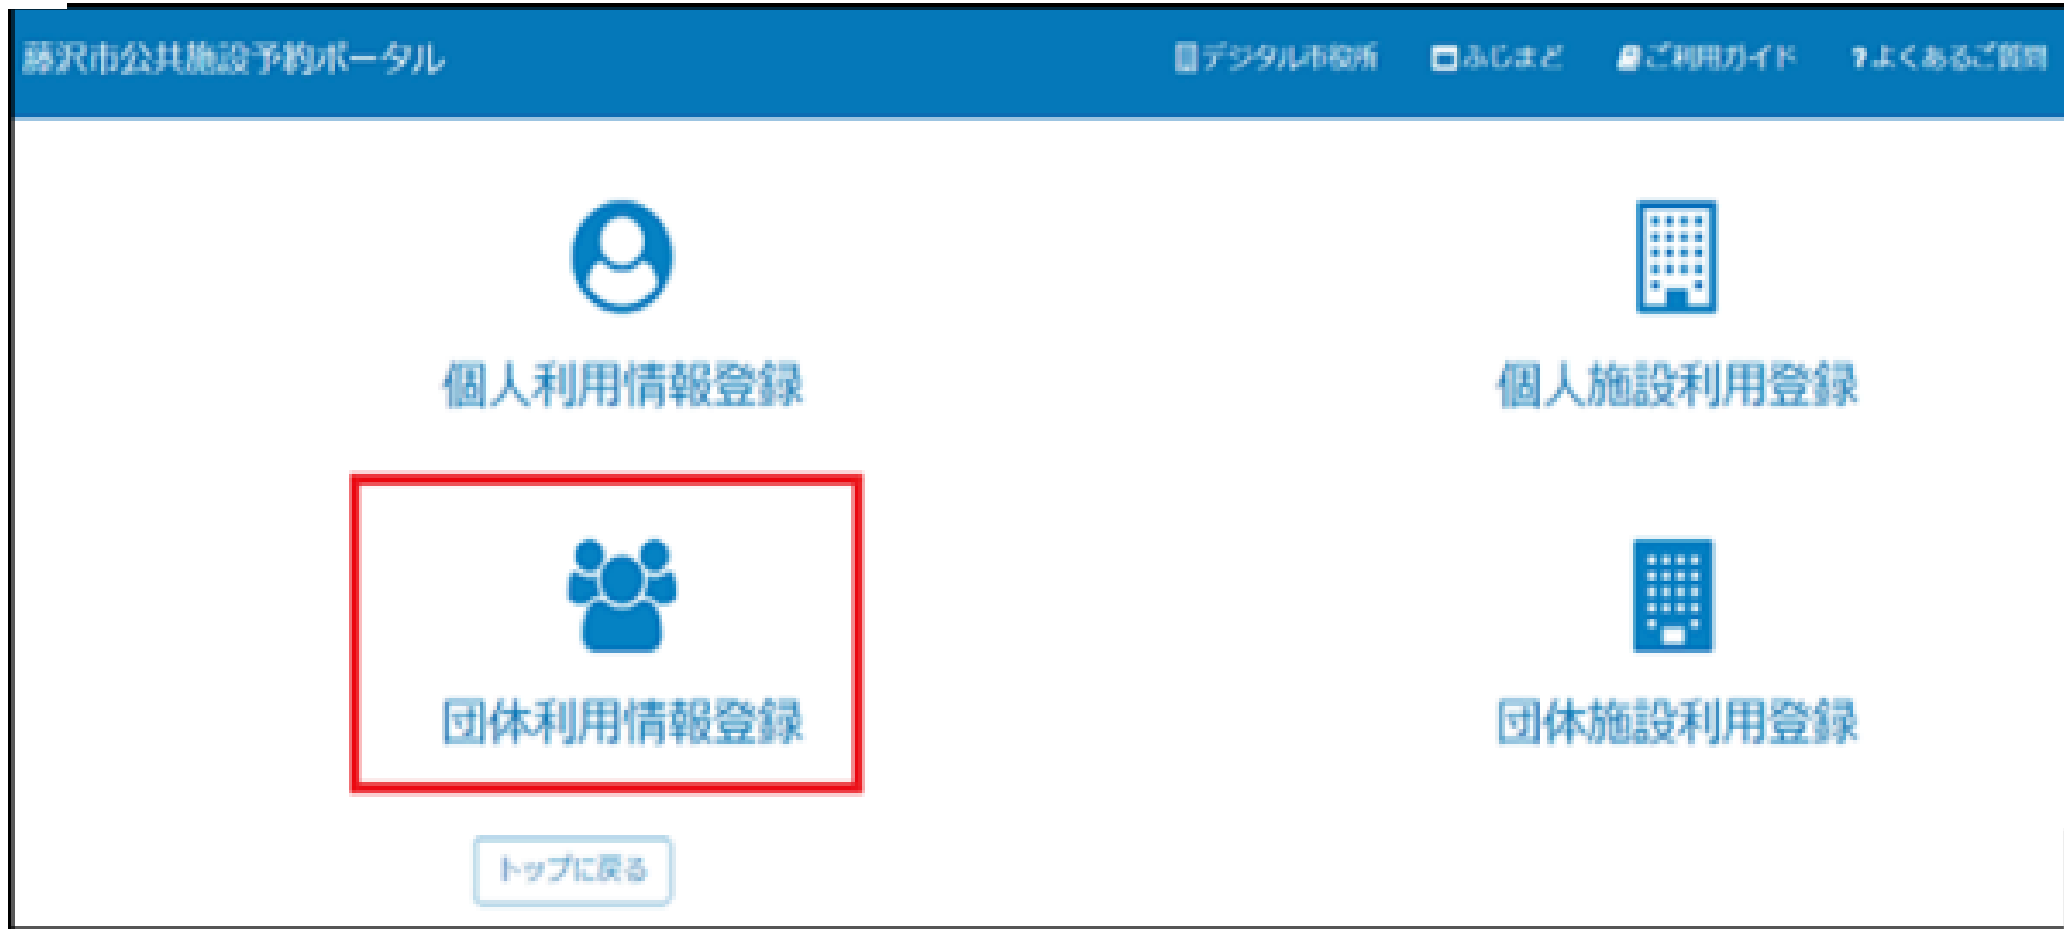 藤沢市公共施設予約ポータル
デジタル市役所 ふじまど ご利用ガイド ?よくあるご質問
個人利用情報登録
個人施設利用登録
団体利用情報登録
団体施設利用登録
トップに戻る